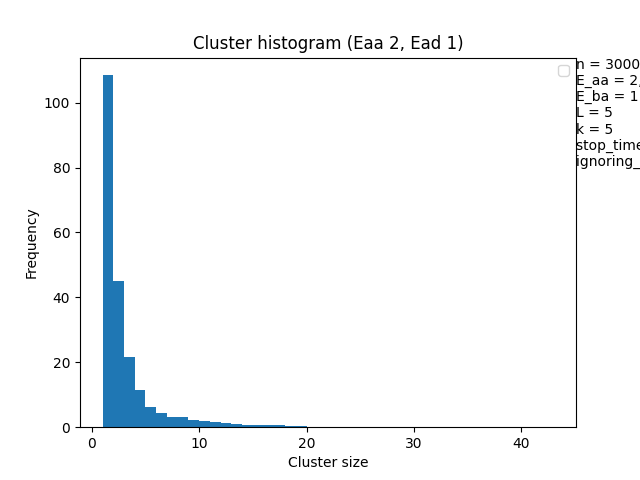 Cluster histogram (Eaa 2, Ead 1)
n = 3000
E_aa = 2,
E_ba = 1
L = 5
k = 5
stop_time
ignoring_
100
80
60
40
20
0
Frequency
0 10 20 30 40
Cluster size